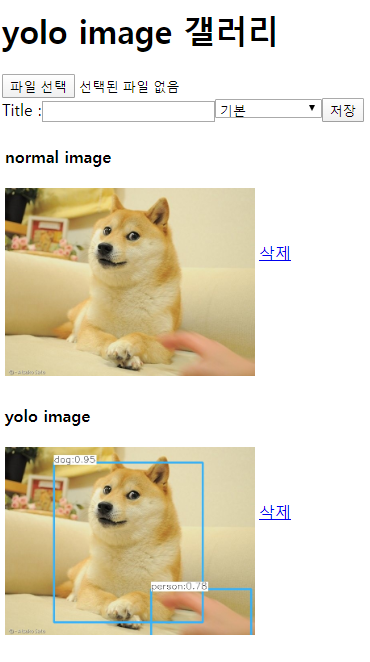 yolo image 갤러리
파일 선택 선택된 파일 없음
Title : 기본 저장
normal image
삭제
yolo image
dog:0.95
삭제
person:0.78